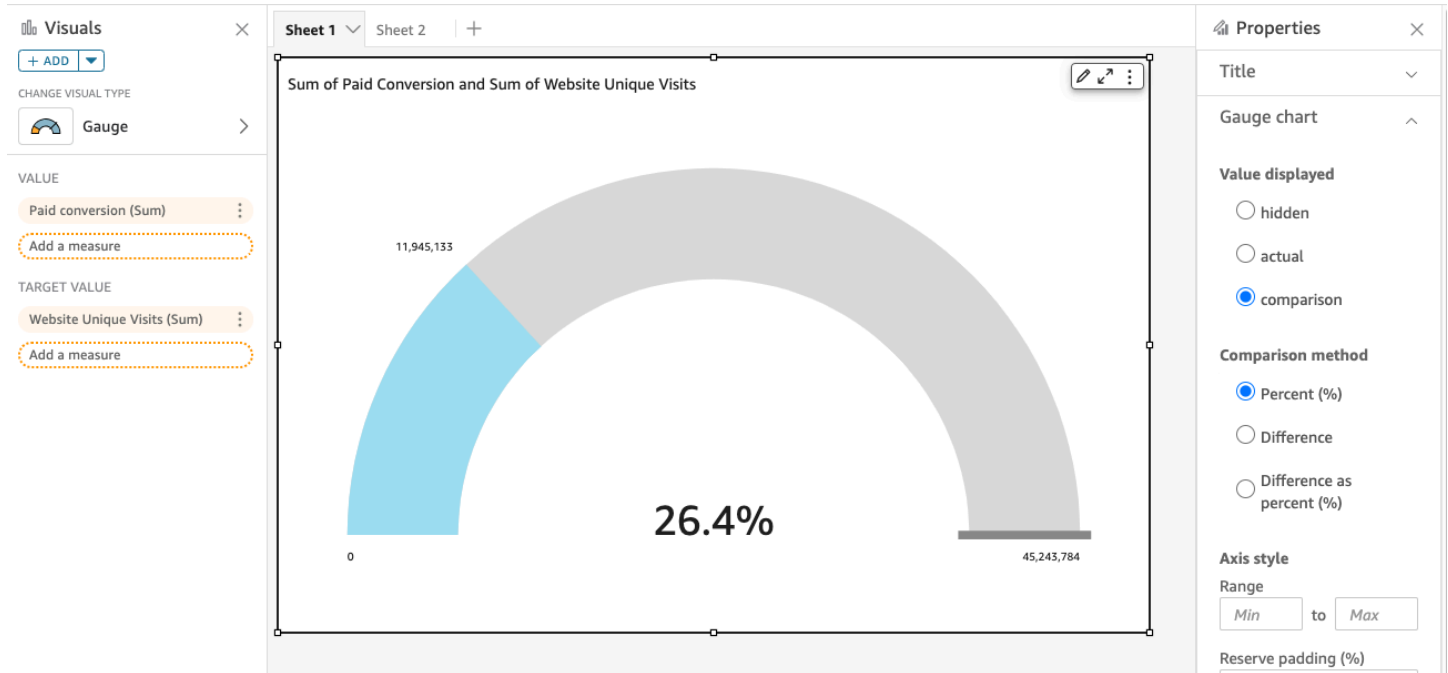 Visuals
+ ADD
CHANGE VISUAL TYPE
Gauge
VALUE
Paid conversion (Sum)
Add a measure
TARGET VALUE
Website Unique Visits (Sum)
Add a measure
Sheet 1
Sheet 2
Sum of Paid Conversion and Sum of Website Unique Visits
11,945,133
26.4%
0
45,243,784
Properties
Title
Gauge chart
Value displayed
hidden
actual
comparison
Comparison method
Percent (%)
Difference
Difference as
percent (%)
Axis style
Range
Min to Max
Reserve padding (%)